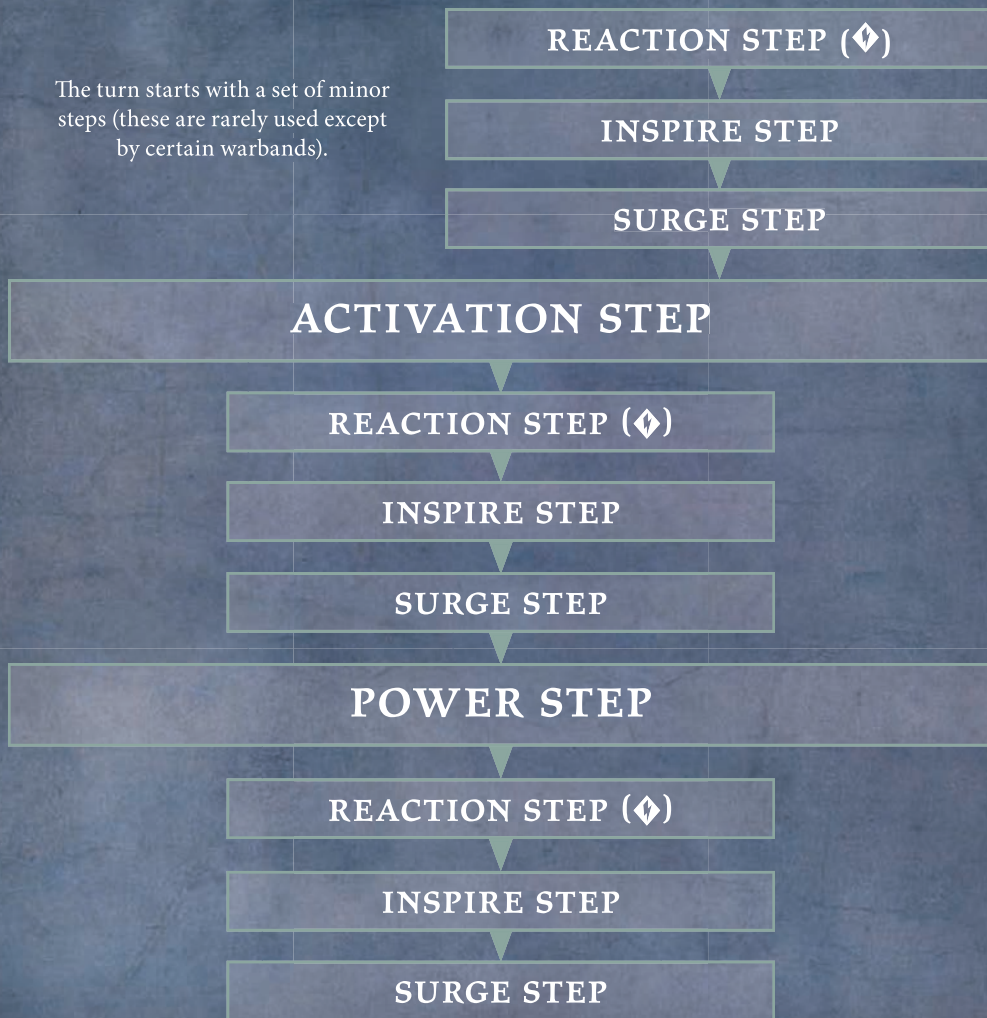 REACTION STEP ()
The turn starts with a set of minor
steps (these are rarely used except
by certain warbands).
INSPIRE STEP
SURGE STEP
ACTIVATION STEP
REACTION STEP ()
INSPIRE STEP
SURGE STEP
POWER STEP
REACTION STEP ()
INSPIRE STEP
SURGE STEP